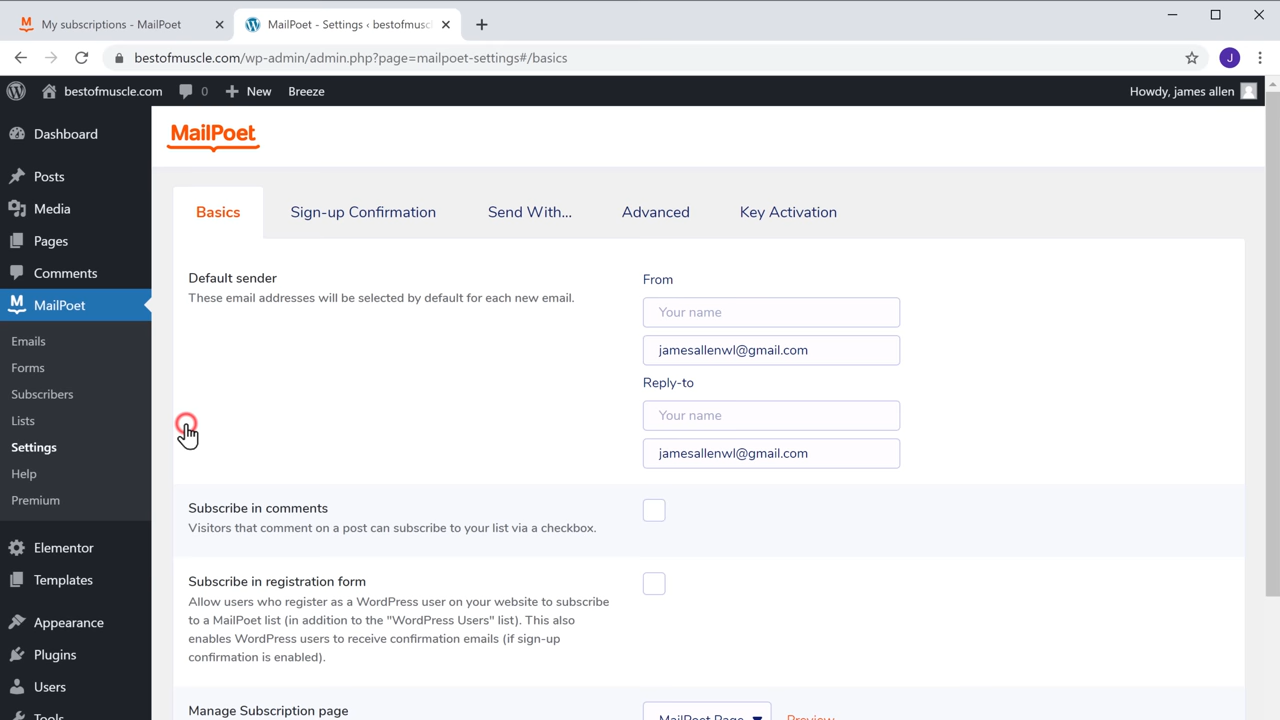 My subscriptions - MailPoet
MailPoet - Settings ‹ bestofmusc
bestofmuscle.com/wp-admin/admin.php?page=mailpoet-settings#/basics
J
bestofmuscle.com
0
New
Breeze
Howdy, james allen
Dashboard
Posts
Media
Pages
Comments
MailPoet
Emails
Forms
Subscribers
Lists
Settings
Help
Premium
Elementor
Templates
Appearance
Plugins
Users
Tools
MailPoet
Basics
Sign-up Confirmation
Send With...
Advanced
Key Activation
Default sender
These email addresses will be selected by default for each new email.
From
Your name
jamesallenwl@gmail.com
Reply-to
Your name
jamesallenwl@gmail.com
Subscribe in comments
Visitors that comment on a post can subscribe to your list via a checkbox.
Subscribe in registration form
Allow users who register as a WordPress user on your website to subscribe
to a MailPoet list (in addition to the "WordPress Users" list). This also
enables WordPress users to receive confirmation emails (if sign-up
confirmation is enabled).
Manage Subscription page
MailPoet Page
Preview